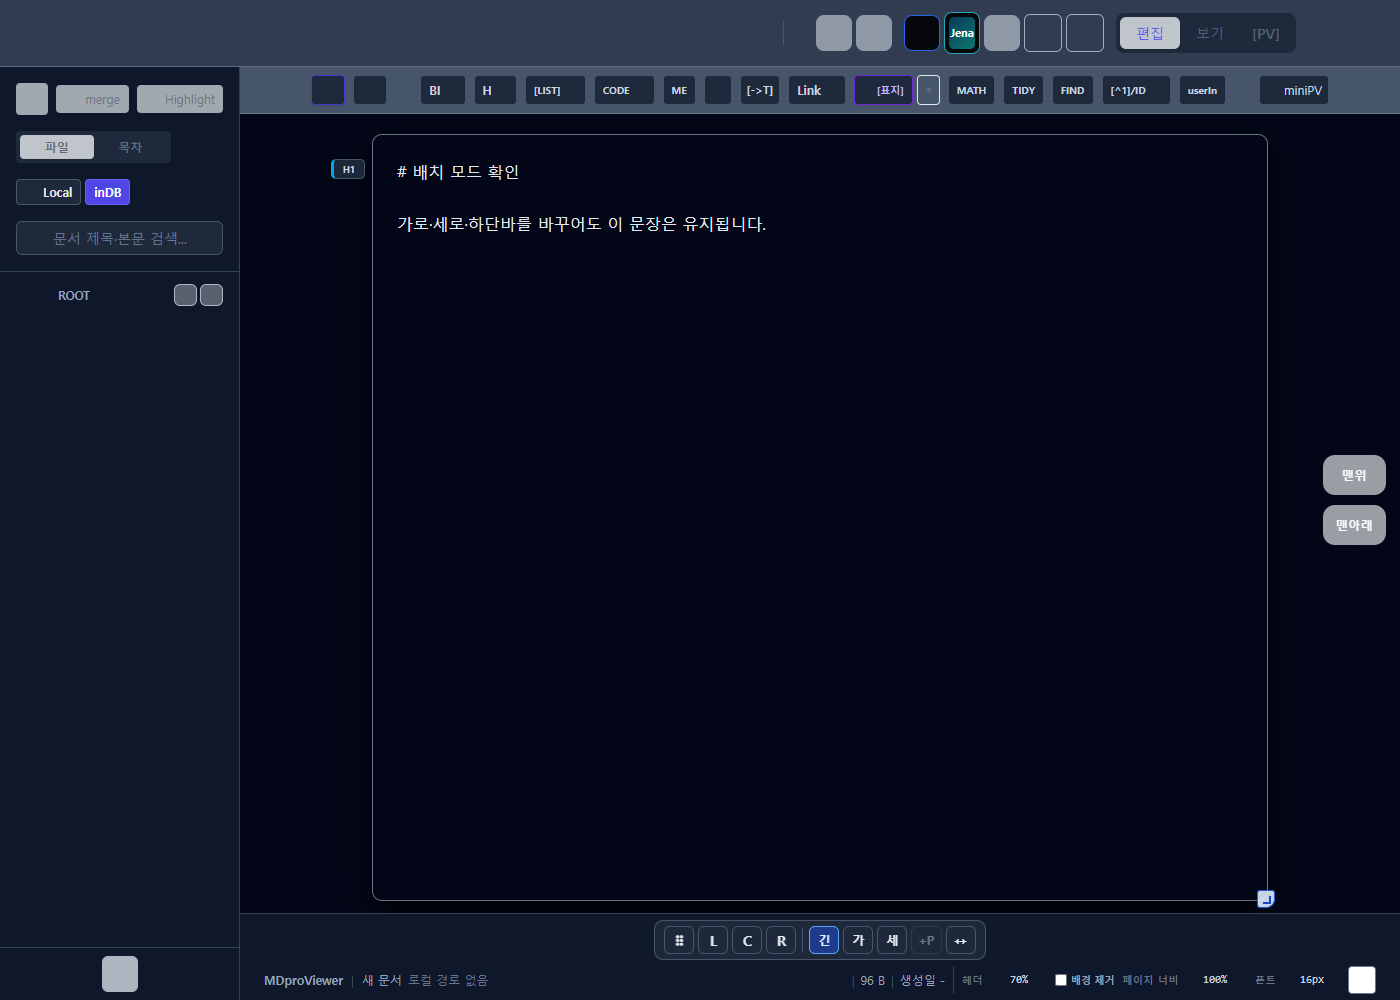 Jena 편집 보기 [PV]
merge Highlight
BI H [LIST] CODE ME [->T] Link [표지] ▼ MATH TIDY FIND [^1]/ID userIn miniPV
파일 목차
Local inDB
문서 제목·본문 검색...
ROOT
H1
# 배치 모드 확인
가로·세로·하단바를 바꾸어도 이 문장은 유지됩니다.
맨위
맨아래
⠿ L C R 긴 가 세 +P ↔
MDproViewer | 새 문서 로컬 경로 없음 | 96 B | 생성일 - 헤더 70% 배경 제거 페이지 너비 100% 폰트 16px